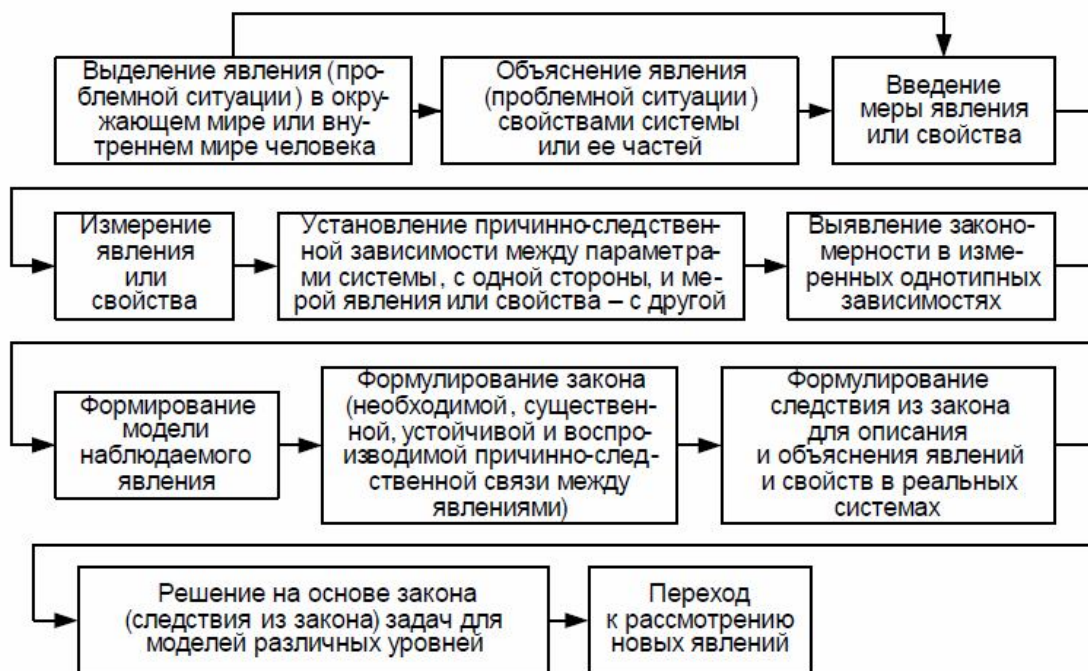 Выделение явления (про-
блемной ситуации) в окру-
жающем мире или вну-
треннем мире человека
Объяснение явления
(проблемной ситуации)
свойствами системы
или ее частей
Введение
меры явления
или свойства
Измерение
явления
или
свойства
Установление причинно-следствен-
ной зависимости между параметра-
ми системы, с одной стороны, и ме-
рой явления или свойства – с другой
Выявление законо-
мерности в изме-
ренных однотипных
зависимостях
Формирование
модели
наблюдаемого
явления
Формулирование закона
(необходимой, существен-
ной, устойчивой и воспро-
изводимой причинно-след-
ственной связи между
явлениями)
Формулирование
следствия из закона
для описания
и объяснения явлений
и свойств в реальных
системах
Решение на основе закона
(следствия из закона) задач для
моделей различных уровней
Переход
к рассмотрению
новых явлений